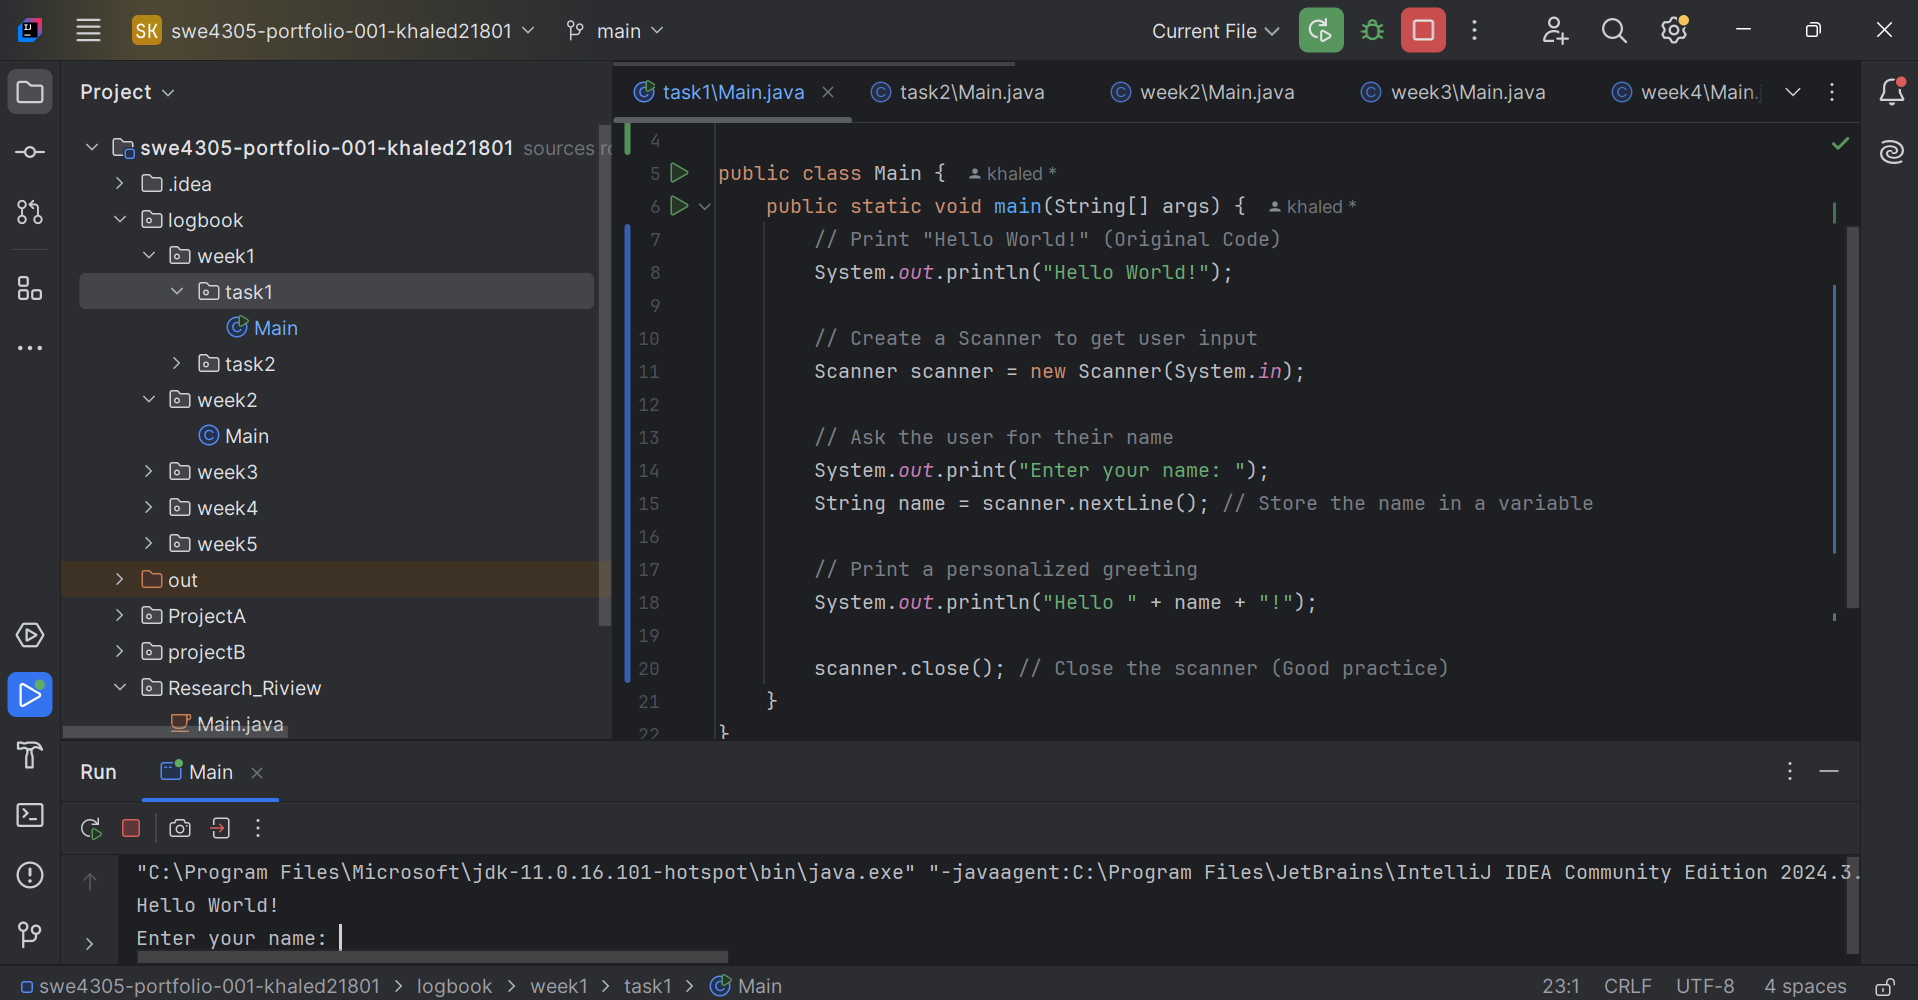 SK swe4305-portfolio-001-khaled21801 main Current File
Project
task1\Main.java task2\Main.java week2\Main.java week3\Main.java week4\Main.
swe4305-portfolio-001-khaled21801 sources
.idea
logbook
week1
task1
Main
task2
week2
Main
week3
week4
week5
out
ProjectA
projectB
Research_Riview
Main.java
4
5 public class Main { khaled *
6 public static void main(String[] args) { khaled *
7 // Print "Hello World!" (Original Code)
8 System.out.println("Hello World!");
9
10 // Create a Scanner to get user input
11 Scanner scanner = new Scanner(System.in);
12
13 // Ask the user for their name
14 System.out.print("Enter your name: ");
15 String name = scanner.nextLine(); // Store the name in a variable
16
17 // Print a personalized greeting
18 System.out.println("Hello " + name + "!");
19
20 scanner.close(); // Close the scanner (Good practice)
21 }
22 }
Run Main
"C:\Program Files\Microsoft\jdk-11.0.16.101-hotspot\bin\java.exe" "-javaagent:C:\Program Files\JetBrains\IntelliJ IDEA Community Edition 2024.3.
Hello World!
Enter your name:
swe4305-portfolio-001-khaled21801 > logbook > week1 > task1 > Main 23:1 CRLF UTF-8 4 spaces